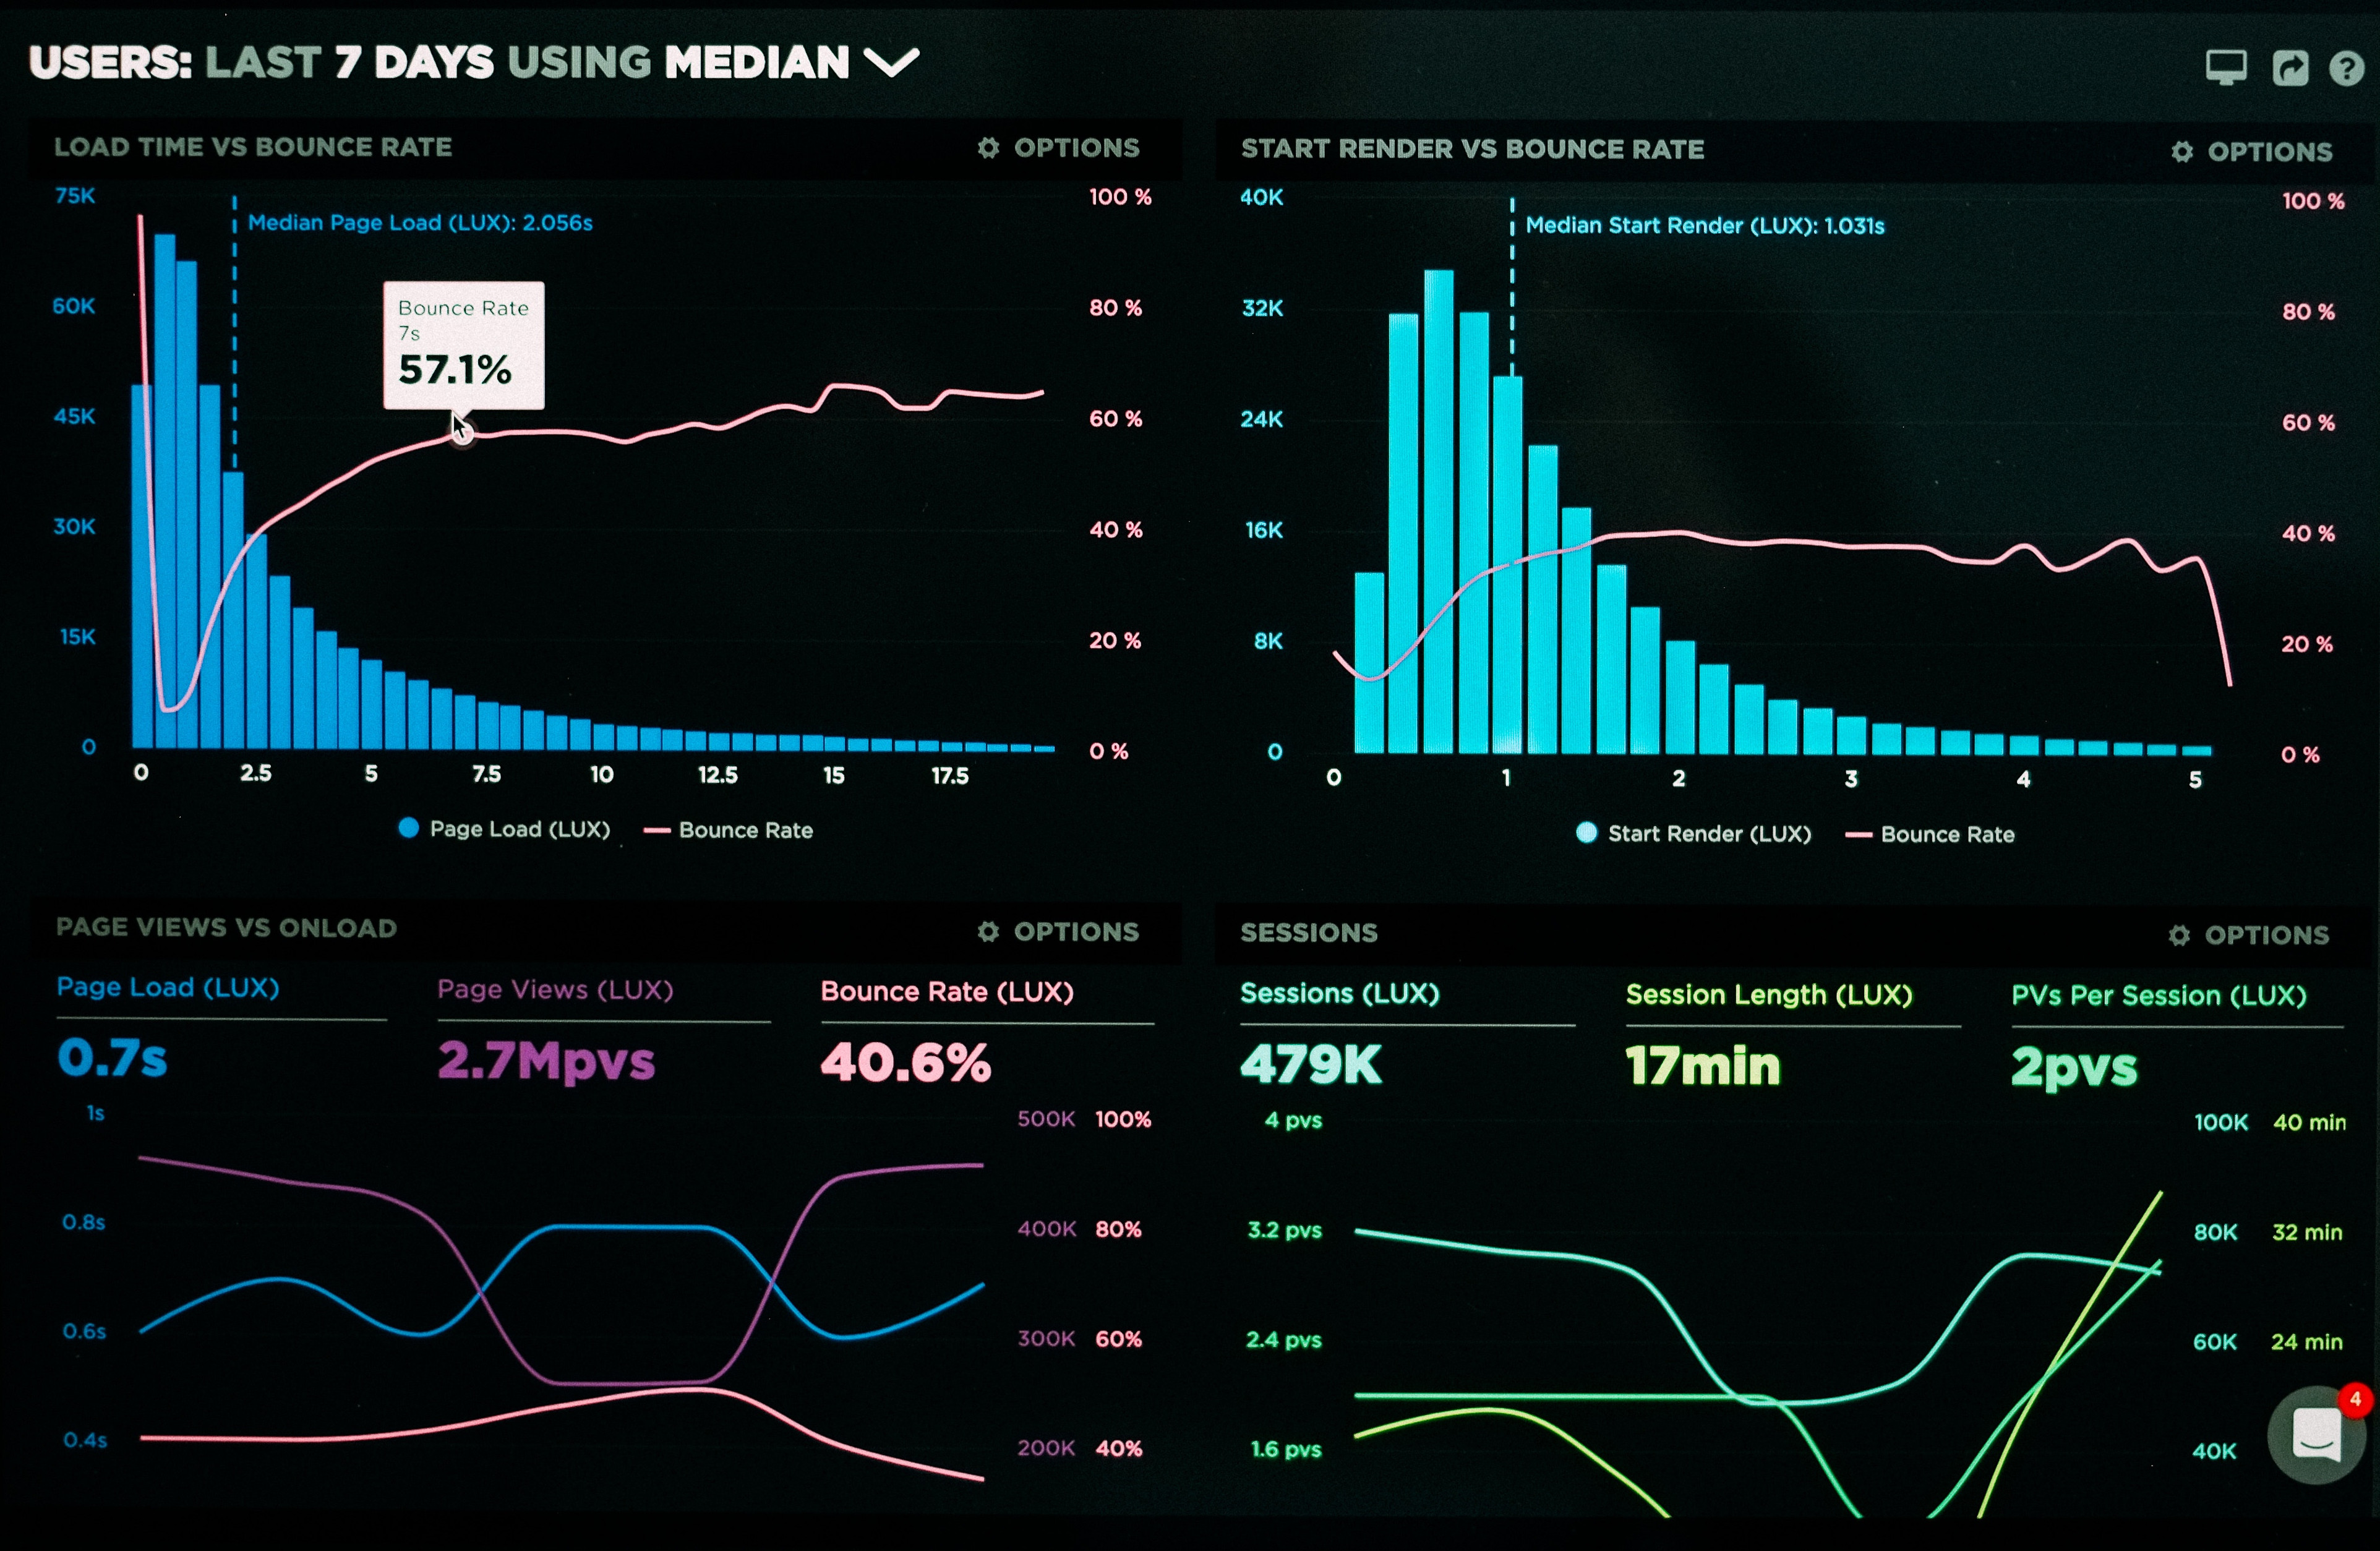 USERS: LAST 7 DAYS USING MEDIAN
LOAD TIME VS BOUNCE RATE
OPTIONS
75K
60K
45K
30K
15K
0
Median Page Load (LUX): 2.056s
Bounce Rate
7s
57.1%
100 %
80 %
60 %
40 %
20 %
0 %
0 2.5 5 7.5 10 12.5 15 17.5
Page Load (LUX) Bounce Rate
START RENDER VS BOUNCE RATE
OPTIONS
40K
32K
24K
16K
8K
0
Median Start Render (LUX): 1.031s
100 %
80 %
60 %
40 %
20 %
0 %
0 1 2 3 4 5
Start Render (LUX) Bounce Rate
PAGE VIEWS VS ONLOAD
OPTIONS
Page Load (LUX)
0.7s
Page Views (LUX)
2.7Mpvs
Bounce Rate (LUX)
40.6%
1s
0.8s
0.6s
0.4s
500K 100%
400K 80%
300K 60%
200K 40%
SESSIONS
OPTIONS
Sessions (LUX)
479K
Session Length (LUX)
17min
PVs Per Session (LUX)
2pvs
4 pvs
3.2 pvs
2.4 pvs
1.6 pvs
100K 40 min
80K 32 min
60K 24 min
40K
4